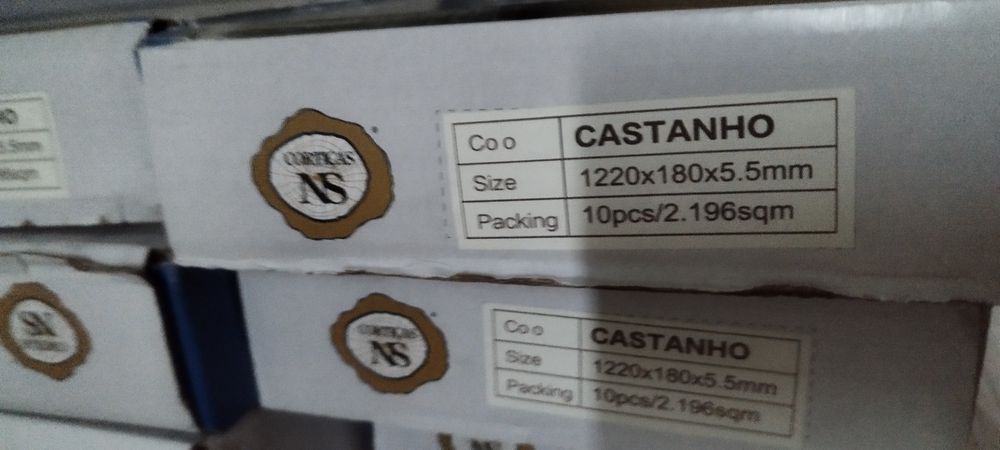 CORTIÇAS
NS
Co o CASTANHO
Size 1220x180x5.5mm
Packing 10pcs/2.196sqm
CORTIÇAS
NS
Co o CASTANHO
Size 1220x180x5.5mm
Packing 10pcs/2.196sqm